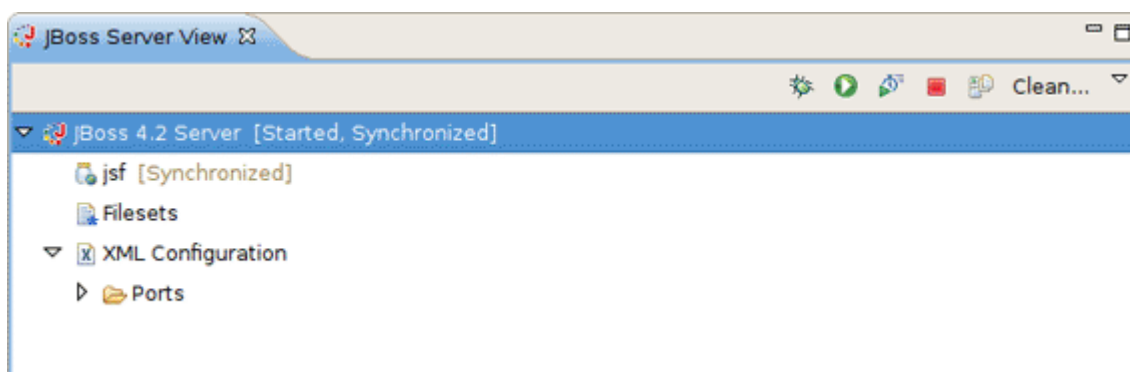 JBoss Server View
Clean...
JBoss 4.2 Server [Started, Synchronized]
jsf [Synchronized]
Filesets
XML Configuration
Ports